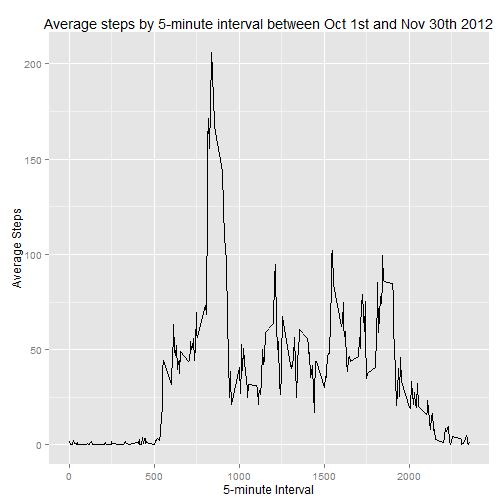 Average steps by 5-minute interval between Oct 1st and Nov 30th 2012
200
150
100
50
0
Average Steps
0 500 1000 1500 2000
5-minute Interval